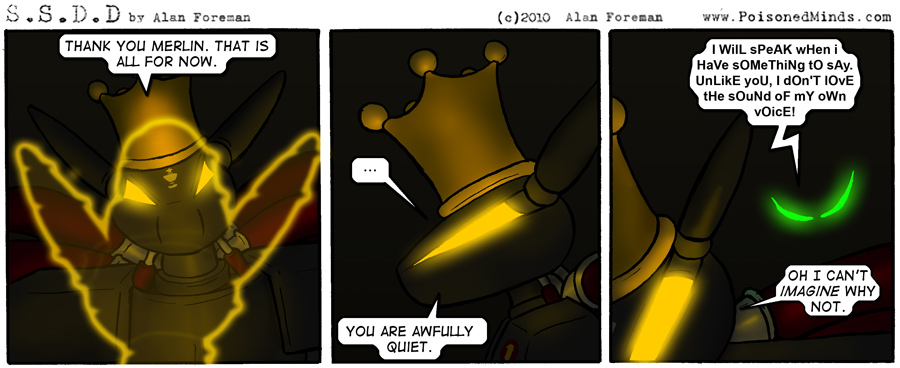 S.S.D.D by Alan Foreman (c)2010 Alan Foreman www.PoisonedMinds.com
THANK YOU MERLIN. THAT IS
ALL FOR NOW.
...
YOU ARE AWFULLY
QUIET.
1
I WilL sPeAK wHen i
HaVe sOMeThiNg tO sAy.
UnLikE yoU, I dOn'T lOvE
tHe sOuNd oF mY oWn
vOicE!
OH I CAN'T
IMAGINE WHY
NOT.